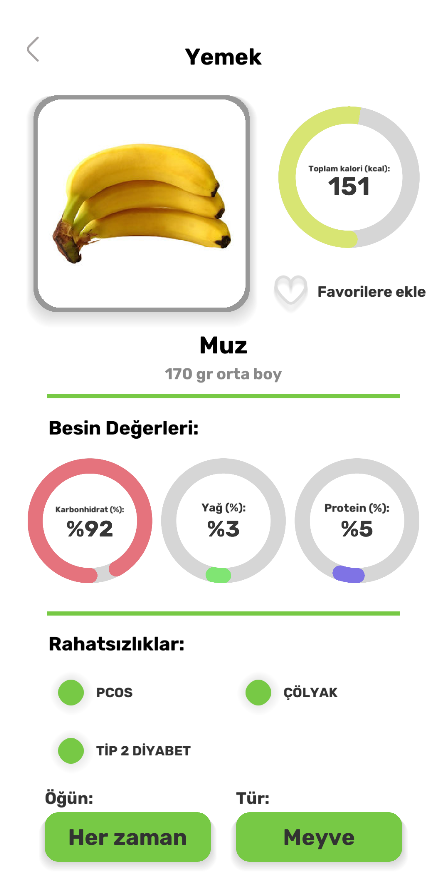 Yemek
Toplam kalori (kcal):
151
Favorilere ekle
Muz
170 gr orta boy
Besin Değerleri:
Karbonhidrat (%):
%92
Yağ (%):
%3
Protein (%):
%5
Rahatsızlıklar:
PCOS
ÇÖLYAK
TİP 2 DİYABET
Öğün:
Tür:
Her zaman
Meyve